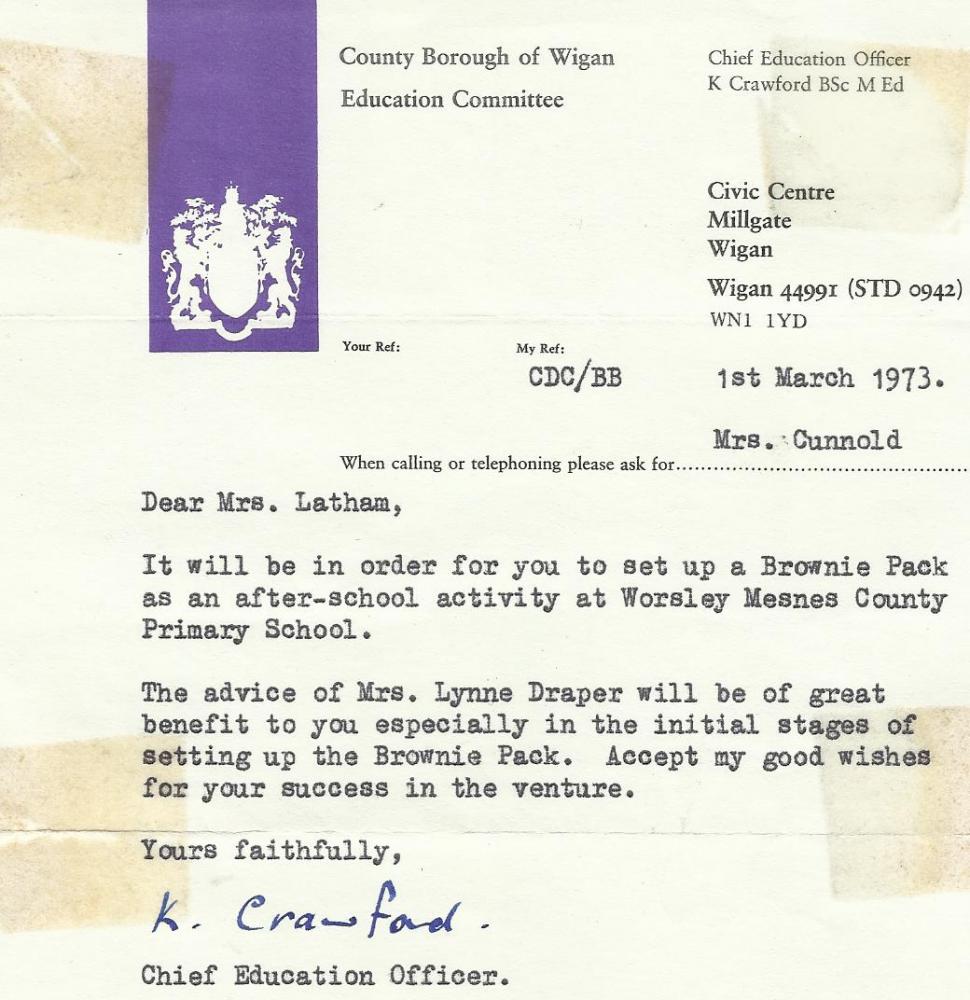 County Borough of Wigan
Education Committee
Chief Education Officer
K Crawford BSc M Ed
Civic Centre
Millgate
Wigan
Wigan 44991 (STD 0942)
WN1 1YD
Your Ref:
My Ref:
CDC/BB
1st March 1973.
Mrs. Cunnold
When calling or telephoning please ask for
Dear Mrs. Latham,
It will be in order for you to set up a Brownie Pack
as an after-school activity at Worsley Mesnes County
Primary School.
The advice of Mrs. Lynne Draper will be of great
benefit to you especially in the initial stages of
setting up the Brownie Pack.  Accept my good wishes
for your success in the venture.
Yours faithfully,
K. Crawford.
Chief Education Officer.